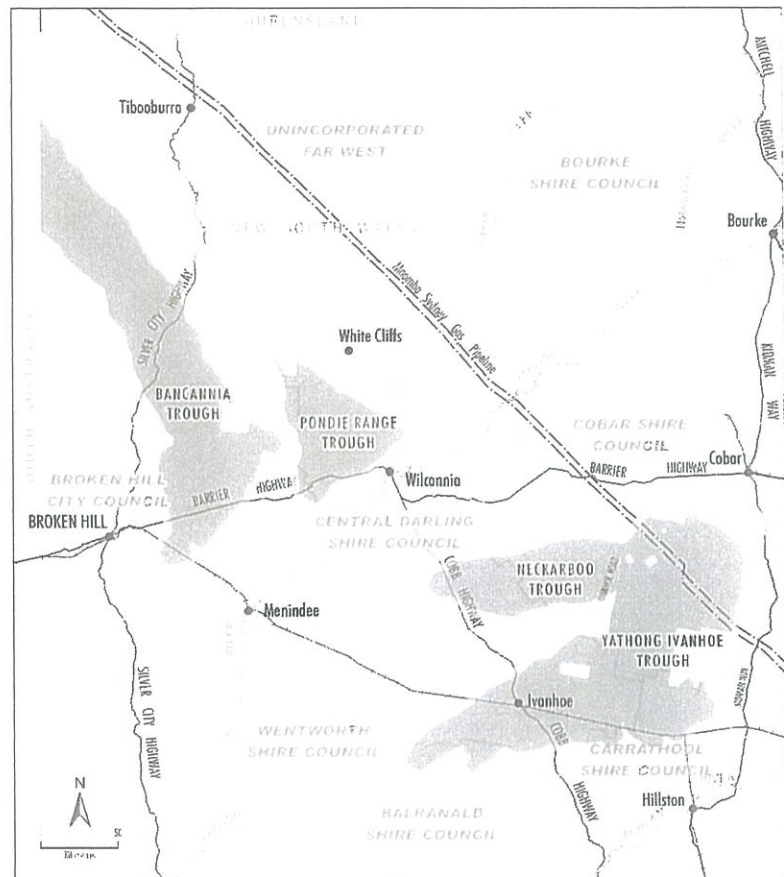 QUEENSLAND
Tibooburra
UNINCORPORATED
FAR WEST
MITCHELL
HIGHWAY
BOURKE
SHIRE COUNCIL
Bourke
NEW SOUTH WALES
SILVER CITY HIGHWAY
Moomba Sydney Gas Pipeline
White Cliffs
KIDMAN
WAY
BANCANNIA
TROUGH
PONDIE RANGE
TROUGH
COBAR SHIRE
COUNCIL
Wilcannia
BARRIER
HIGHWAY
Cobar
BROKEN HILL
CITY COUNCIL
BARRIER
HIGHWAY
BROKEN HILL
CENTRAL DARLING
SHIRE COUNCIL
COBB HIGHWAY
NECKARBOO
TROUGH
ROAD
Menindee
YATHONG IVANHOE
TROUGH
SILVER CITY HIGHWAY
Ivanhoe
WENTWORTH
SHIRE COUNCIL
COBB
HIGHWAY
CARRATHOOL
SHIRE COUNCIL
Hillston
BALRANALD
SHIRE COUNCIL
N